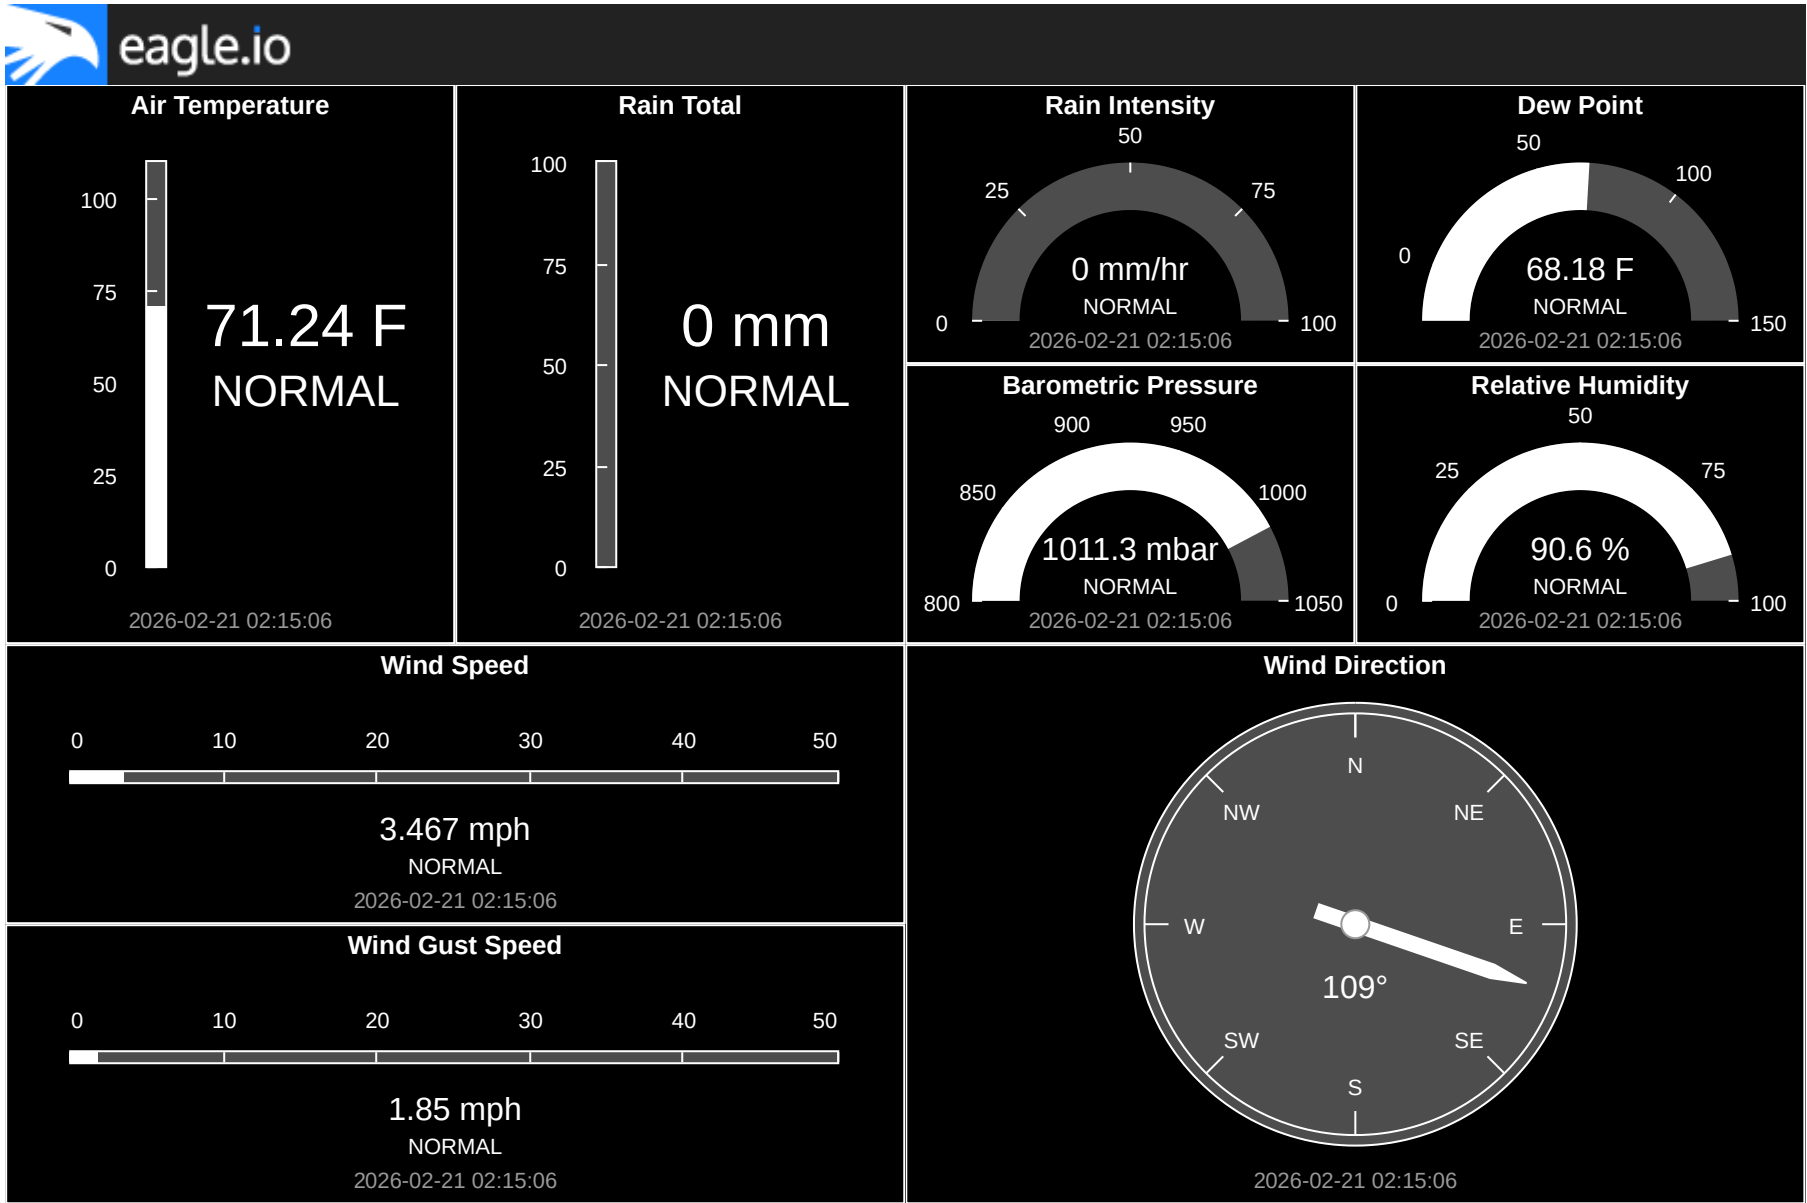 eagle.io
Air Temperature
100
75
50
25
0
71.24 F
NORMAL
2026-02-21 02:15:06
Rain Total
100
75
50
25
0
0 mm
NORMAL
2026-02-21 02:15:06
Rain Intensity
0
25
50
75
100
0 mm/hr
NORMAL
2026-02-21 02:15:06
Dew Point
0
50
100
150
68.18 F
NORMAL
2026-02-21 02:15:06
Barometric Pressure
800
850
900
950
1000
1050
1011.3 mbar
NORMAL
2026-02-21 02:15:06
Relative Humidity
0
25
50
75
100
90.6 %
NORMAL
2026-02-21 02:15:06
Wind Speed
0 10 20 30 40 50
3.467 mph
NORMAL
2026-02-21 02:15:06
Wind Gust Speed
0 10 20 30 40 50
1.85 mph
NORMAL
2026-02-21 02:15:06
Wind Direction
N
NW NE
W E
109°
SW SE
S
2026-02-21 02:15:06